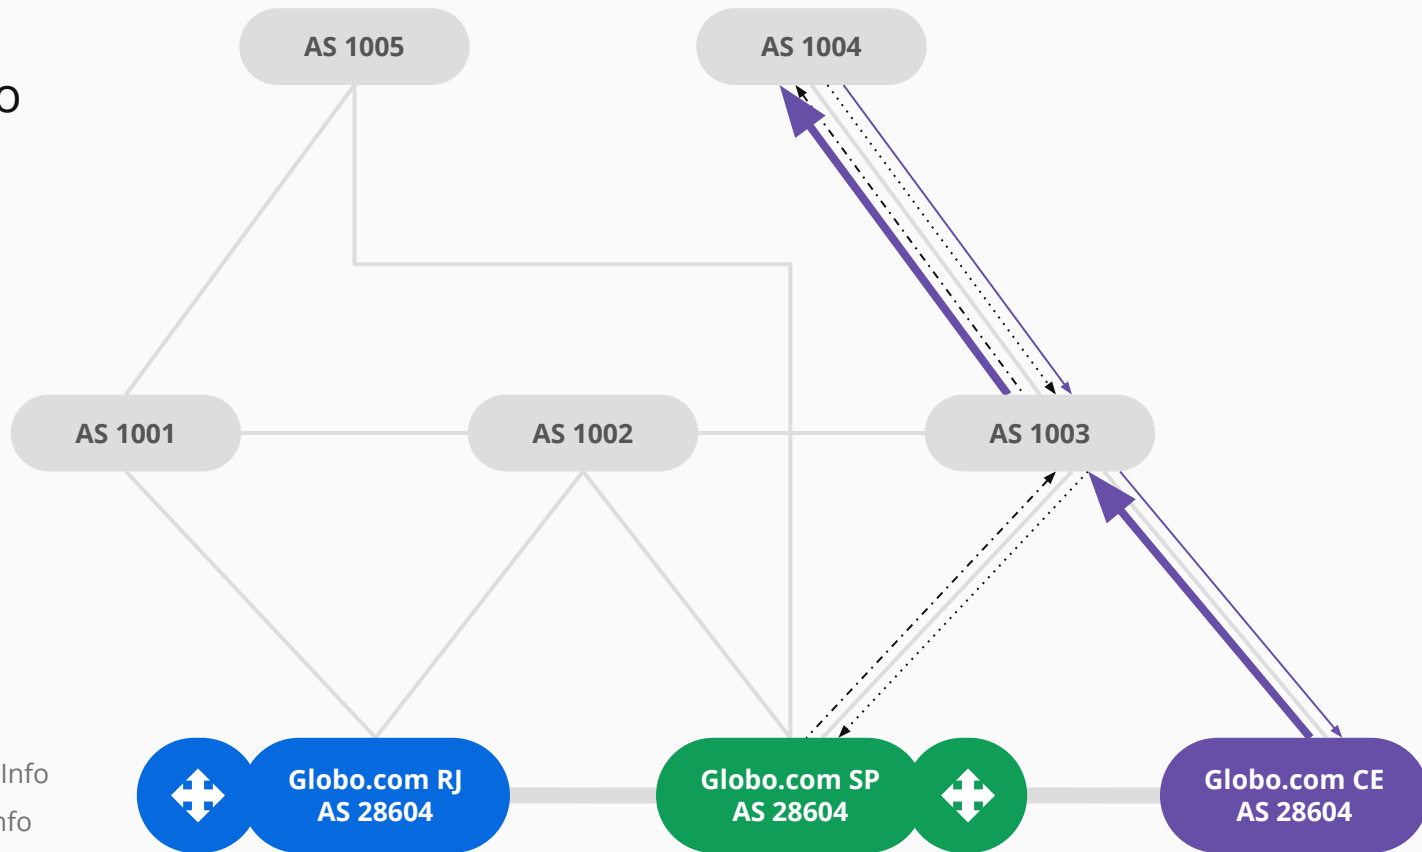 AS 1005
AS 1004
o
AS 1001
AS 1002
AS 1003
Info
nfo
Globo.com RJ
AS 28604
Globo.com SP
AS 28604
Globo.com CE
AS 28604